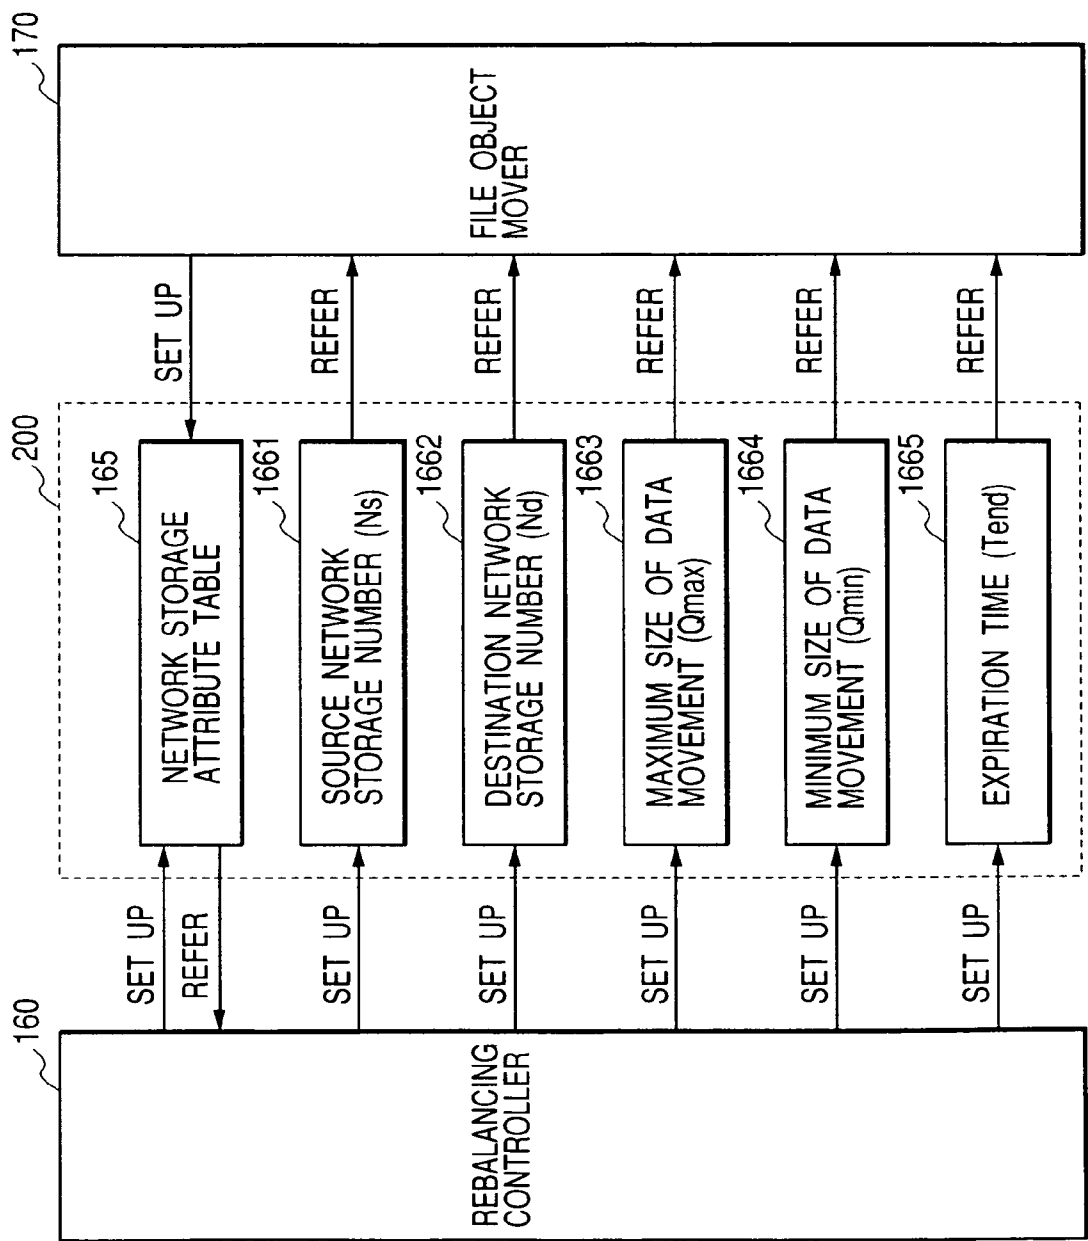 160
REBALANCING
CONTROLLER
SET UP
REFER
SET UP
SET UP
SET UP
SET UP
SET UP
200
165
NETWORK STORAGE
ATTRIBUTE TABLE
1661
SOURCE NETWORK
STORAGE NUMBER (Ns)
1662
DESTINATION NETWORK
STORAGE NUMBER (Nd)
1663
MAXIMUM SIZE OF DATA
MOVEMENT (Qmax)
1664
MINIMUM SIZE OF DATA
MOVEMENT (Qmin)
1665
EXPIRATION TIME (Tend)
SET UP
REFER
REFER
REFER
REFER
REFER
170
FILE OBJECT
MOVER